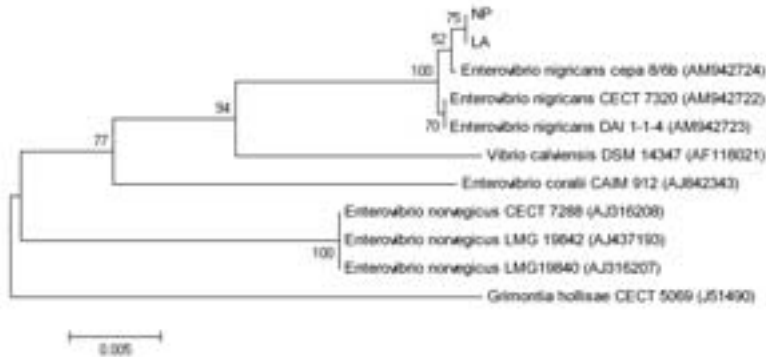 NP
75
LA
52
Enterovibrio nigricans cepa 8/6b (AM942724)
100
Enterovibrio nigricans CECT 7320 (AM942722)
94
70
Enterovibrio nigricans DAI 1-1-4 (AM942723)
77
Vibrio calviensis DSM 14347 (AF118021)
Enterovibrio coralii CAIM 912 (AJ842343)
Enterovibrio norvegicus CECT 7288 (AJ316208)
Enterovibrio norvegicus LMG 19842 (AJ437193)
100
Enterovibrio norvegicus LMG19840 (AJ316207)
Grimontia hollisae CECT 5069 (J51490)
0.005